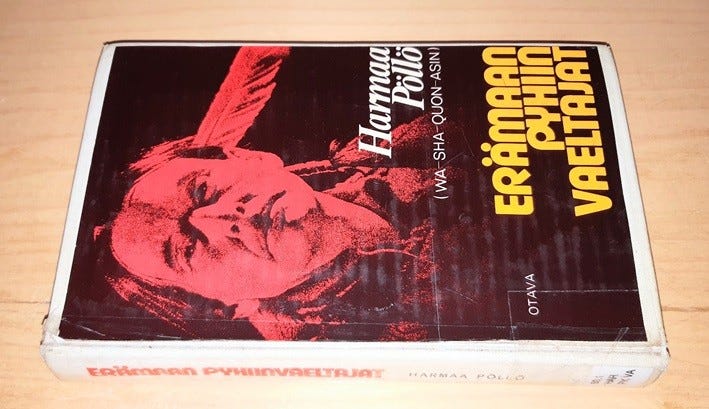 Harmaa
Pöllö
(WA-SHA-QUON-ASIN)
ERÄMAAN
PYHIIN
VAELTAJAT
OTAVA
ERÄMAAN PYHIINVAELTAJAT
HARMAA PÖLLÖ